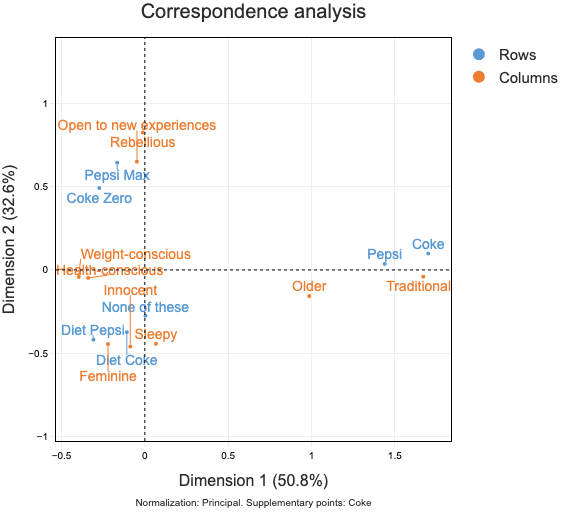 Correspondence analysis
Rows
Columns
Dimension 2 (32.6%)
1
0.5
0
−0.5
−1
Open to new experiences
Rebellious
Pepsi Max
Coke Zero
Coke
Pepsi
Weight-conscious
Health-conscious
Older
Traditional
Innocent
None of these
Diet Pepsi
Sleepy
Diet Coke
Feminine
−0.5
0
0.5
1
1.5
Dimension 1 (50.8%)
Normalization: Principal. Supplementary points: Coke